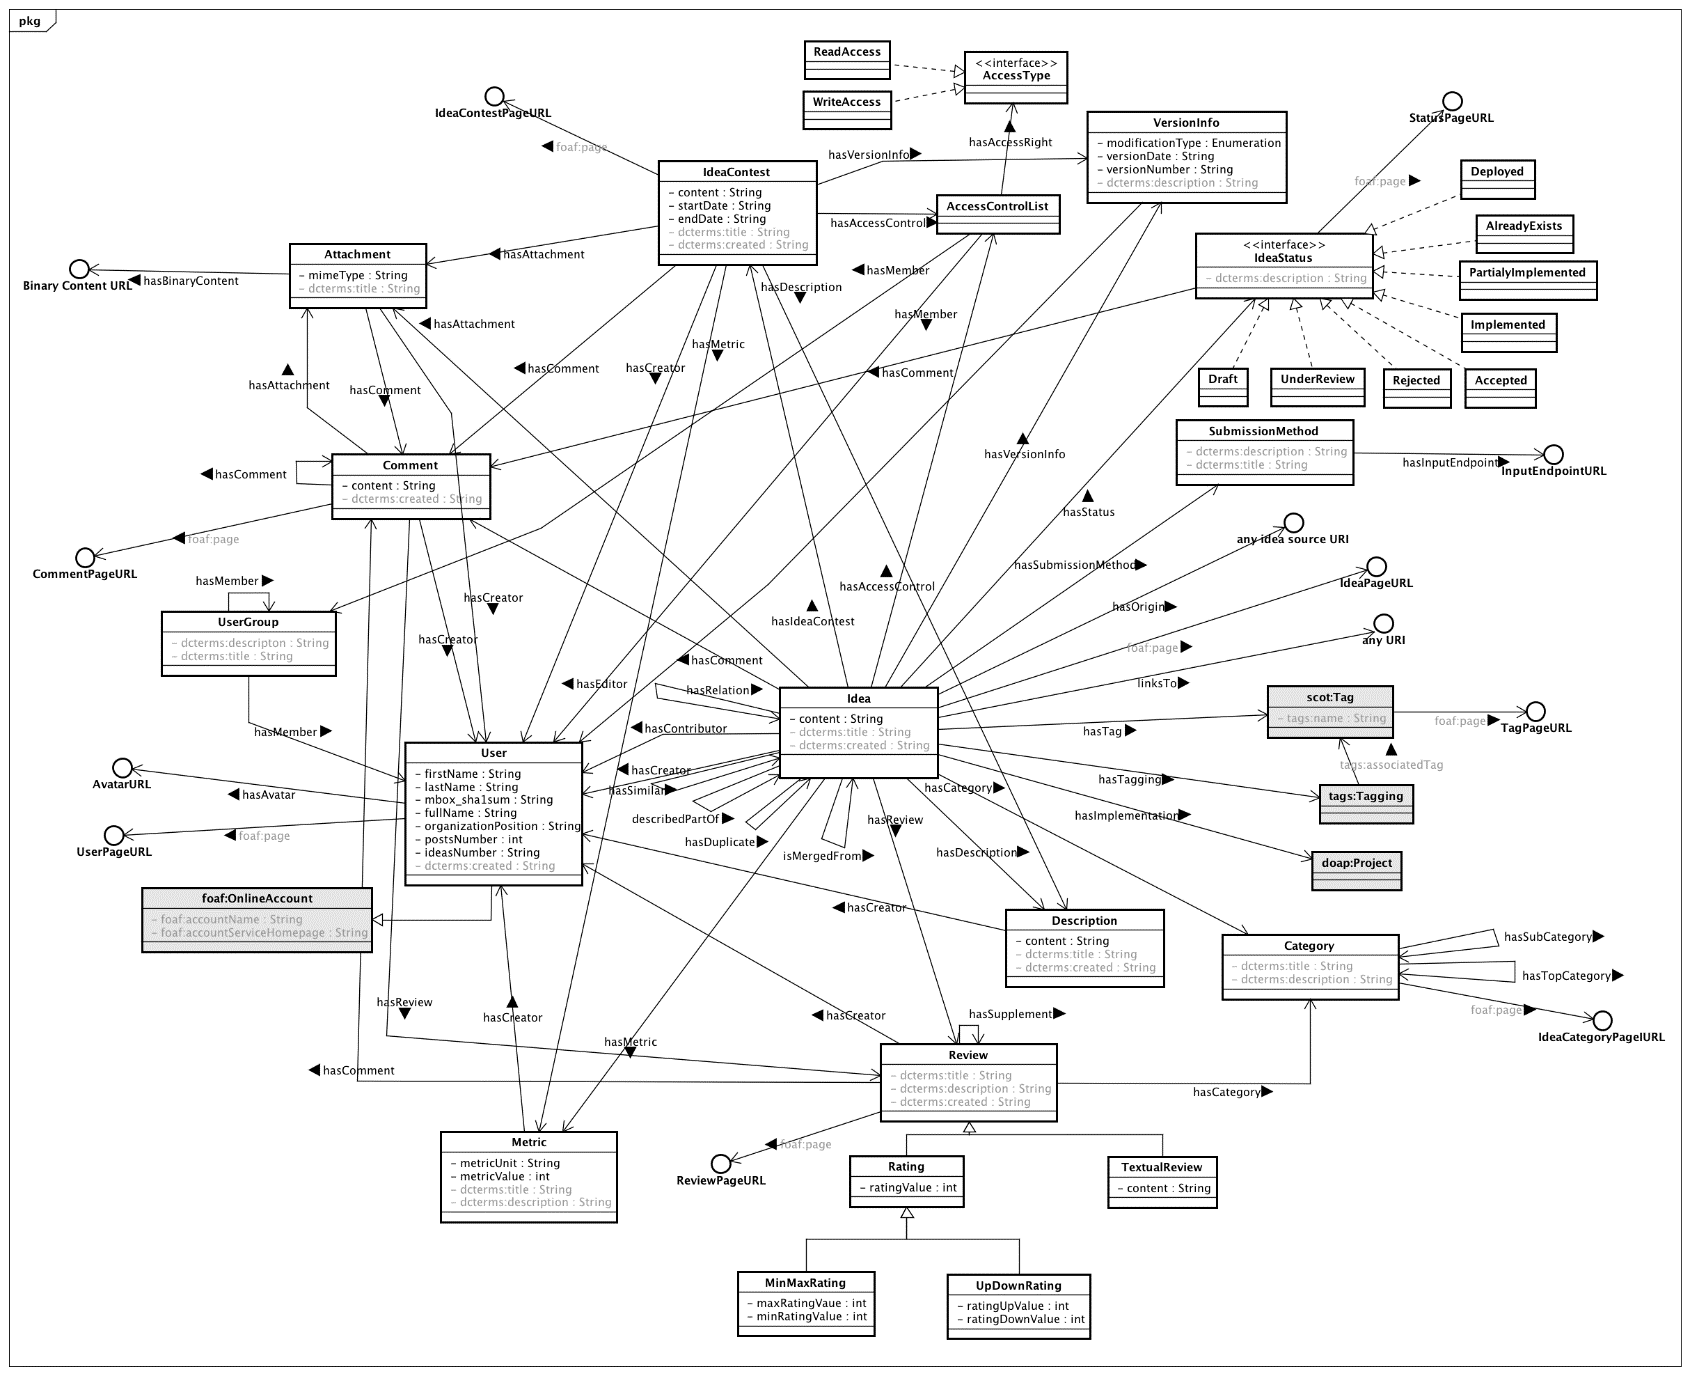 pkg
ReadAccess
<<interface>>
AccessType
WriteAccess
IdeaContestPageURL
StatusPageURL
VersionInfo
– modificationType : Enumeration
– versionDate : String
– versionNumber : String
– dcterms:description : String
hasAccessRight
foaf:page
hasVersionInfo
IdeaContest
– content : String
– startDate : String
– endDate : String
– dcterms:title : String
– dcterms:created : String
AccessControlList
hasAccessControl
foaf:page
Deployed
AlreadyExists
PartialyImplemented
Implemented
<<interface>>
IdeaStatus
– dcterms:description : String
Draft
UnderReview
Rejected
Accepted
Attachment
– mimeType : String
– dcterms:title : String
Binary Content URL
hasBinaryContent
hasAttachment
hasMember
hasDescription
hasAttachment
hasMember
hasMetric
hasComment
hasCreator
hasComment
hasAttachment
hasComment
SubmissionMethod
– dcterms:description : String
– dcterms:title : String
hasInputEndpoint
InputEndpointURL
hasVersionInfo
Comment
– content : String
– dcterms:created : String
hasComment
hasStatus
foaf:page
CommentPageURL
any idea source URI
hasSubmissionMethod
IdeaPageURL
hasMember
hasAccessControl
hasCreator
hasOrigin
UserGroup
– dcterms:descripton : String
– dcterms:title : String
hasIdeaContest
hasCreator
any URI
foaf:page
hasComment
hasEditor
hasRelation
linksTo
Idea
– content : String
– dcterms:title : String
– dcterms:created : String
scot:Tag
– tags:name : String
foaf:page
TagPageURL
hasMember
hasContributor
hasTag
tags:associatedTag
User
– firstName : String
– lastName : String
– mbox_sha1sum : String
– fullName : String
– organizationPosition : String
– postsNumber : int
– ideasNumber : String
– dcterms:created : String
AvatarURL
hasAvatar
hasCreator
hasSimilar
hasCategory
hasTagging
tags:Tagging
describedPartOf
hasReview
hasImplementation
foaf:page
UserPageURL
hasDuplicate
isMergedFrom
hasDescription
doap:Project
foaf:OnlineAccount
– foaf:accountName : String
– foaf:accountServiceHomepage : String
hasCreator
Description
– content : String
– dcterms:title : String
– dcterms:created : String
Category
– dcterms:title : String
– dcterms:description : String
hasSubCategory
hasTopCategory
foaf:page
IdeaCategoryPageIURL
hasReview
hasCreator
hasCreator
hasSupplement
hasMetric
hasComment
Review
– dcterms:title : String
– dcterms:description : String
– dcterms:created : String
hasCategory
Metric
– metricUnit : String
– metricValue : int
– dcterms:title : String
– dcterms:description : String
foaf:page
ReviewPageURL
Rating
– ratingValue : int
TextualReview
– content : String
MinMaxRating
– maxRatingVaue : int
– minRatingValue : int
UpDownRating
– ratingUpValue : int
– ratingDownValue : int